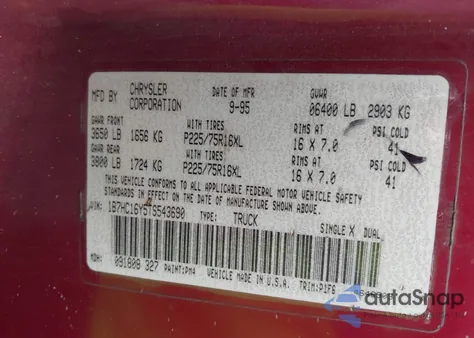 MFD BY CHRYSLER CORPORATION DATE OF MFR 9-95 GVWR 06400 LB 2903 KG
GAWR FRONT WITH TIRES RIMS AT PSI COLD
3650 LB 1656 KG P225/75R16XL 16 X 7.0 41
GAWR REAR WITH TIRES RIMS AT PSI COLD
3800 LB 1724 KG P225/75R16XL 16 X 7.0 41
THIS VEHICLE CONFORMS TO ALL APPLICABLE FEDERAL MOTOR VEHICLE SAFETY
STANDARDS IN EFFECT ON THE DATE OF MANUFACTURE SHOWN ABOVE
1B7HC16Y5TS543690 TYPE: TRUCK SINGLE X DUAL
MDH: 091808 327 PAINT:PM4 VEHICLE MADE IN U.S.A. TRIM:P1F6
autoSnap